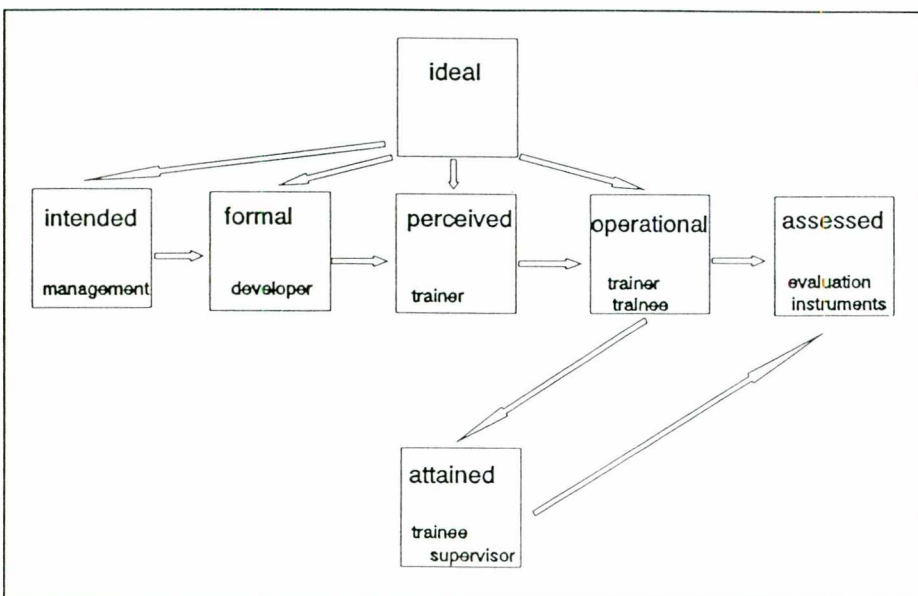 ideal
intended
management
formal
developer
perceived
trainer
operational
trainer
trainee
assessed
evaluation
instruments
attained
trainee
supervisor